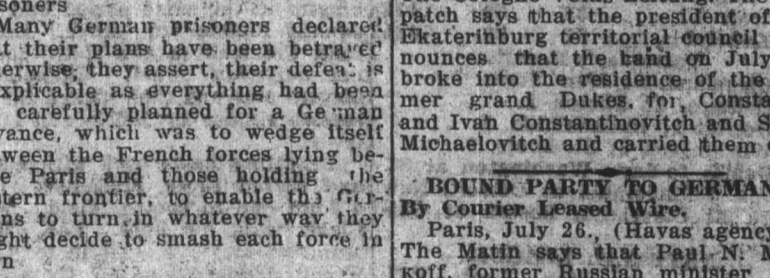 soners
Many German prisoners declared
t their plans have been betrayed
erwise, they assert, their defeat is
xplicable as everything had been
carefully planned for a German
vance, which was to wedge itself
ween the French forces lying be-
e Paris and those holding the
tern frontier, to enable the Ger-
ns to turn in whatever way they
ght decide to smash each force in
n
patch says that the president of
Ekaterinburg territorial council
nounces that the band on July
broke into the residence of the
mer grand Dukes, for, Consta
and Ivan Constantinovitch and S
Michaelovitch and carried them
BOUND PARTY TO GERMAN
By Courier Leased Wire.
Paris, July 26., (Havas agency
The Matin says that Paul N. M
koff, former Russian minister